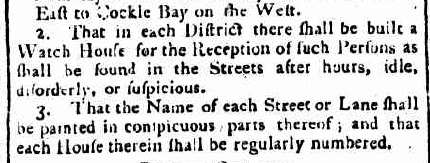 Eaſt to Cockle Bay on the Weſt.
2. That in each Diſtrict there ſhall be built a
Watch Houſe for the Reception of ſuch Perſons as
ſhall be found in the Streets after hours, idle,
diſorderly, or ſuſpicious.
3. That the Name of each Street or Lane ſhall
be painted in conſpicuous parts thereof; and that
each Houſe therein ſhall be regularly numbered.